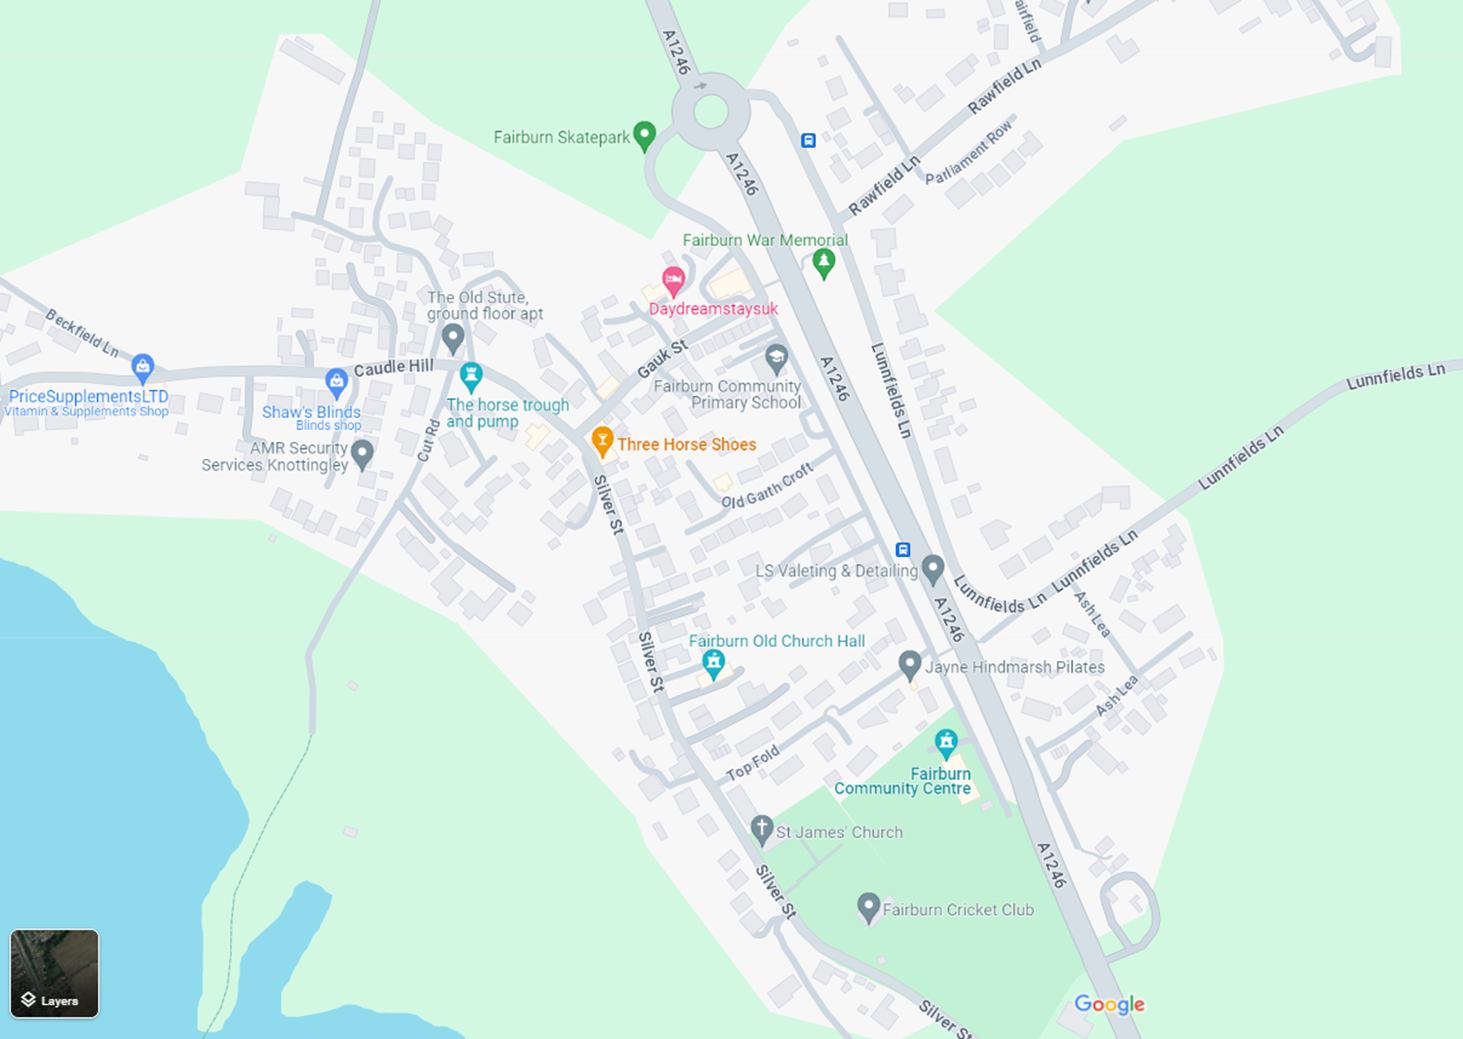 A1246
airfield
Rawfield Ln
Fairburn Skatepark
A1246
Parliament Row
Rawfield Ln
Fairburn War Memorial
The Old Stute,
ground floor apt
Daydreamstaysuk
Beckfield Ln
Gauk St
Caudle Hill
A1246
Lunnfields Ln
Lunnfields Ln
Fairburn Community
Primary School
PriceSupplementsLTD
Vitamin & Supplements Shop
Shaw's Blinds
Blinds shop
The horse trough
and pump
Cut Rd
AMR Security
Services Knottingley
Three Horse Shoes
Lunnfields Ln
Old Garth Croft
Silver St
LS Valeting & Detailing
Lunnfields Ln
Lunnfields Ln
Ash Lea
A1246
Fairburn Old Church Hall
Silver St
Jayne Hindmarsh Pilates
Ash Lea
Top Fold
Fairburn
Community Centre
St James' Church
A1246
Silver St
Fairburn Cricket Club
Layers
Google
Silver St